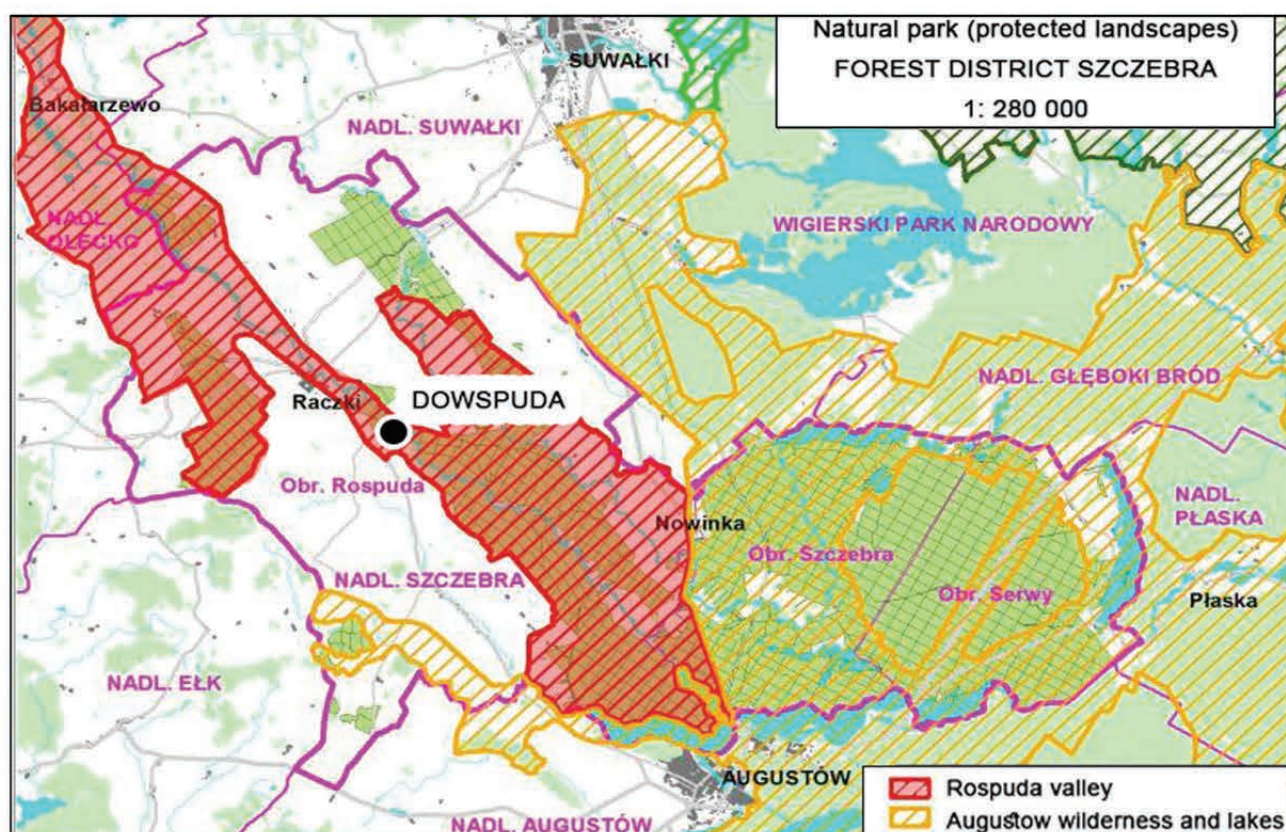 Natural park (protected landscapes)
FOREST DISTRICT SZCZEBRA
1: 280 000
SUWAŁKI
Bakałarzewo
NADL. SUWAŁKI
NADL.
OLECKO
WIGIERSKI PARK NARODOWY
NADL. GŁĘBOKI BRÓD
Raczki
DOWSPUDA
Obr. Rospuda
NADL.
PŁASKA
Nowinka
Obr. Szczebra
NADL. SZCZEBRA
Obr. Serwy
Płaska
NADL. EŁK
AUGUSTÓW
NADL. AUGUSTÓW
Rospuda valley
Augustow wilderness and lakes